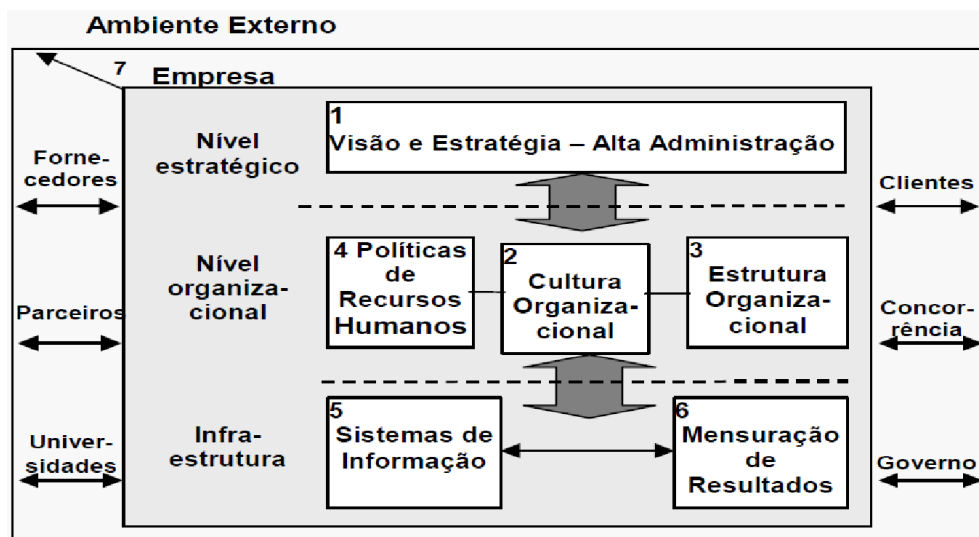 Ambiente Externo
7
Empresa
1
Visão e Estratégia – Alta Administração
Nível
estratégico
Forne-
cedores
Clientes
Nível
organiza-
cional
4 Políticas
de
Recursos
Humanos
2
Cultura
Organiza-
cional
3
Estrutura
Organiza-
cional
Parceiros
Concor-
rência
Infra-
estrutura
5
Sistemas de
Informação
6
Mensuração
de
Resultados
Univer-
sidades
Governo